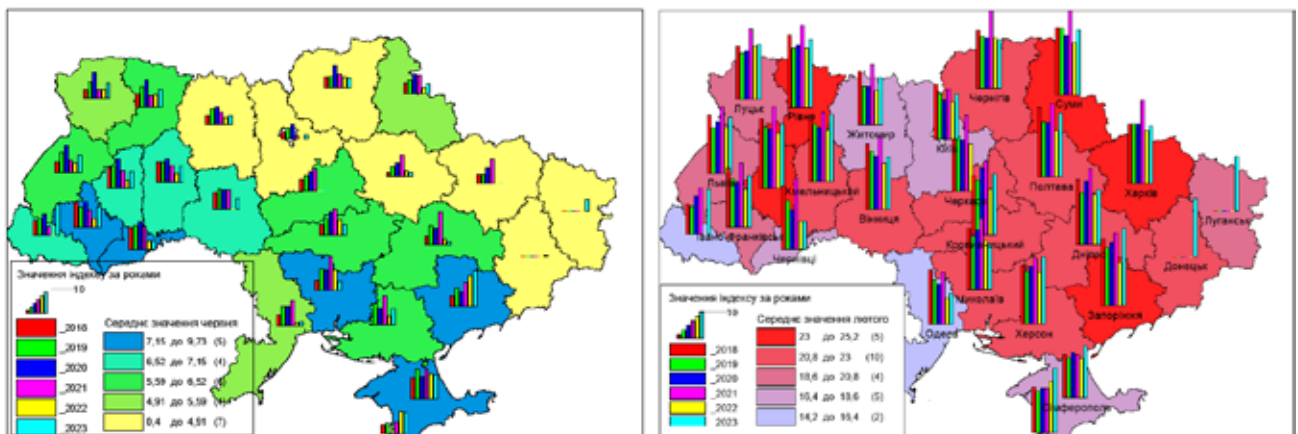 Значення індексу за роками
10
_2018
_2019
_2020
_2021
_2022
_2023
Середнє значення червня
7,15 до 9,73 (5)
6,52 до 7,15 (4)
5,59 до 6,52
4,91 до 5,59
0,4 до 4,91 (7)
Луцьк
Рівне
Житомир
Київ
Чернігів
Суми
Львів
Хмельницький
Вінниця
Черкаси
Полтава
Харків
Луганськ
Івано-Франківськ
Чернівці
Кропивницький
Дніпро
Донецьк
Миколаїв
Запоріжжя
Одеса
Херсон
Сімферополь
Значення індексу за роками
10
_2018
_2019
_2020
_2021
_2022
_2023
Середнє значення лютого
23 до 25,2 (5)
20,8 до 23 (10)
18,6 до 20,8 (4)
16,4 до 18,6 (5)
14,2 до 16,4 (2)